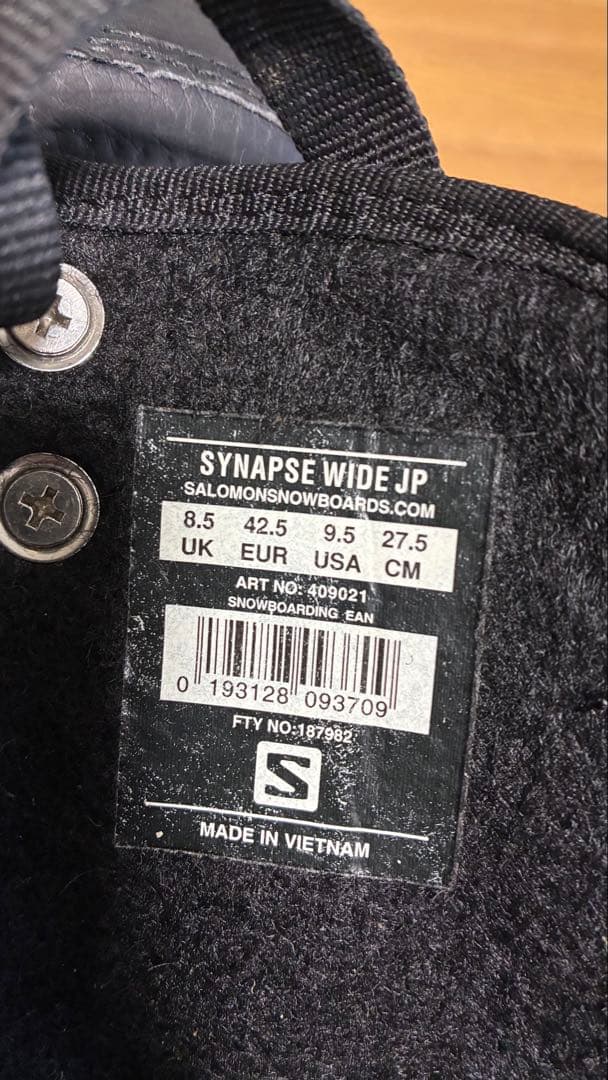 SYNAPSE WIDE JP
SALOMONSNOWBOARDS.COM
8.5 42.5 9.5 27.5
UK EUR USA CM
ART NO: 409021
SNOWBOARDING EAN
0 193128 093709
FTY NO:187982
S
MADE IN VIETNAM